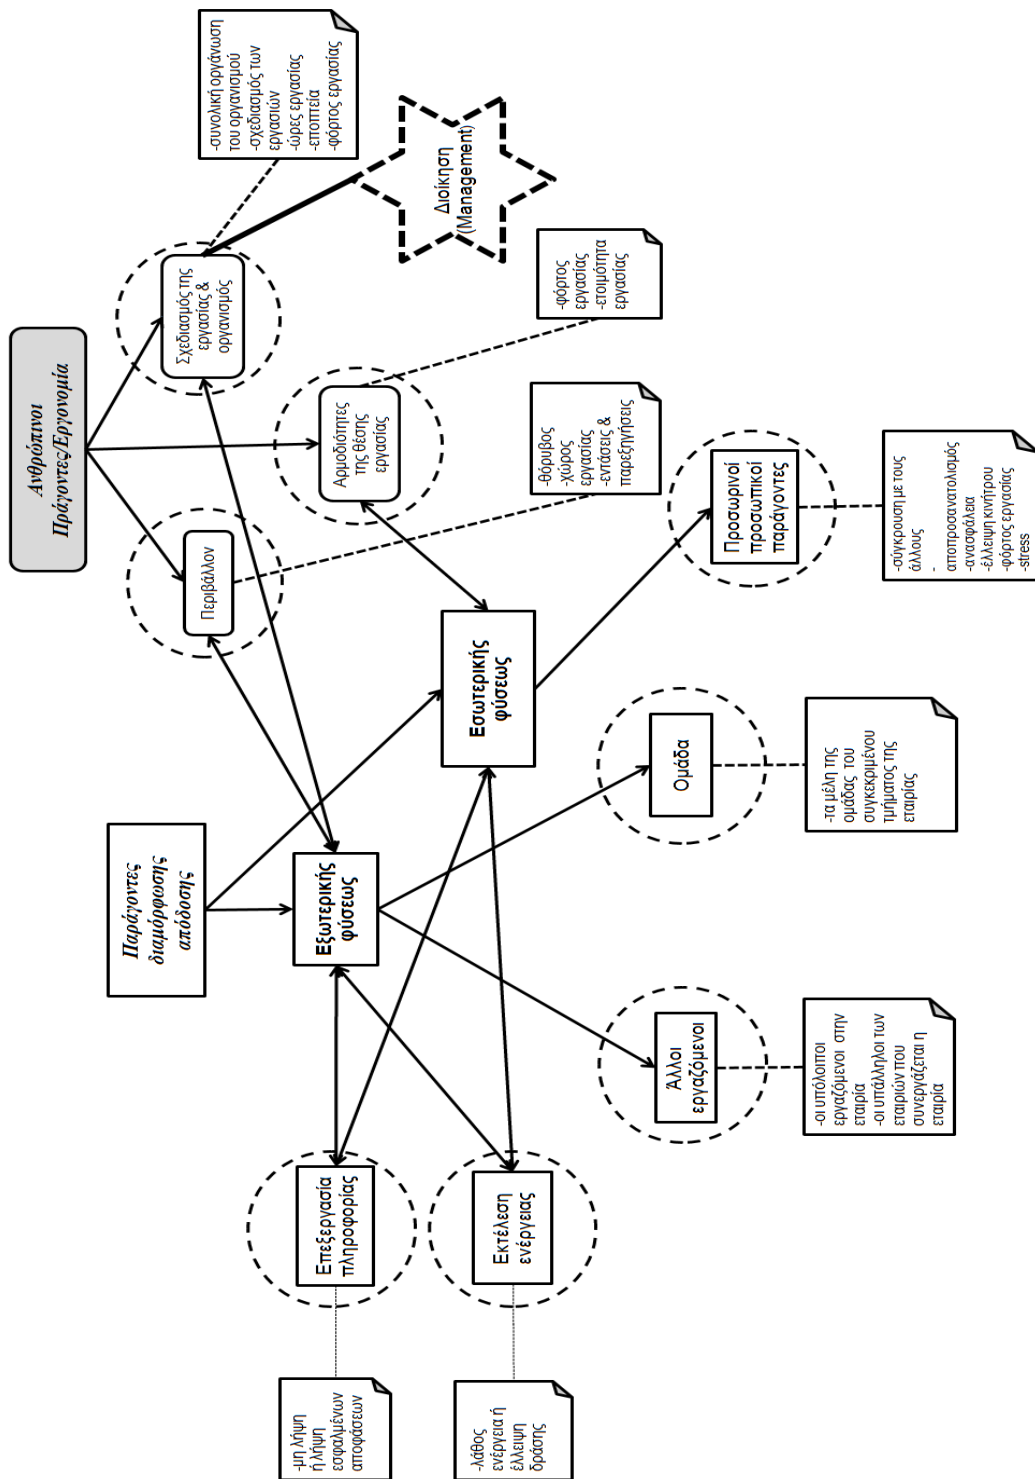 Ανθρώπινοι
Πράγοντες/Εργονομία
Παράγοντες
διαμόρφωσης
απόδοσης
Περιβάλλον
Σχεδιασμός της
εργασίας &
οργανισμός
-συνολική οργάνωση
του οργανισμού
-σχεδιασμός των
εργασιών
-ώρες εργασίας
-εποπτεία
-φόρτος εργασίας
Αρμοδιότητες
της θέσης
εργασίας
Διοίκηση
(Management)
Επεξεργασία
πληροφορίας
Εξωτερικής
φύσεως
-μη λήψη
ή λήψη
εσφαλμένων
αποφάσεων
Εκτέλεση
ενέργειας
Εσωτερικής
φύσεως
-λάθος
ενέργεια ή
έλλειψη
δράσης
-θόρυβος
-χώρος
εργασίας
-εντάσεις &
παρεξηγήσεις
-φόρτος
εργασίας
-ετοιμότητα
εργασίας
Άλλοι
εργαζόμενοι
Ομάδα
Προσωρινοί
προσωπικοί
παράγοντες
-οι υπόλοιποι
εργαζόμενοι στην
εταιρία
-οι υπάλληλοι των
εταιριών που
συνεργάζεται η
εταιρία
-τα μέλη της
ομάδας του
συγκεκριμένου
τμήματος της
εταιρίας
-σύγκρουση με τους
άλλους
-
αποπροσανατολισμός
-ανασφάλεια
-έλλειψη κινήτρου
-φόρτος εργασίας
-stress